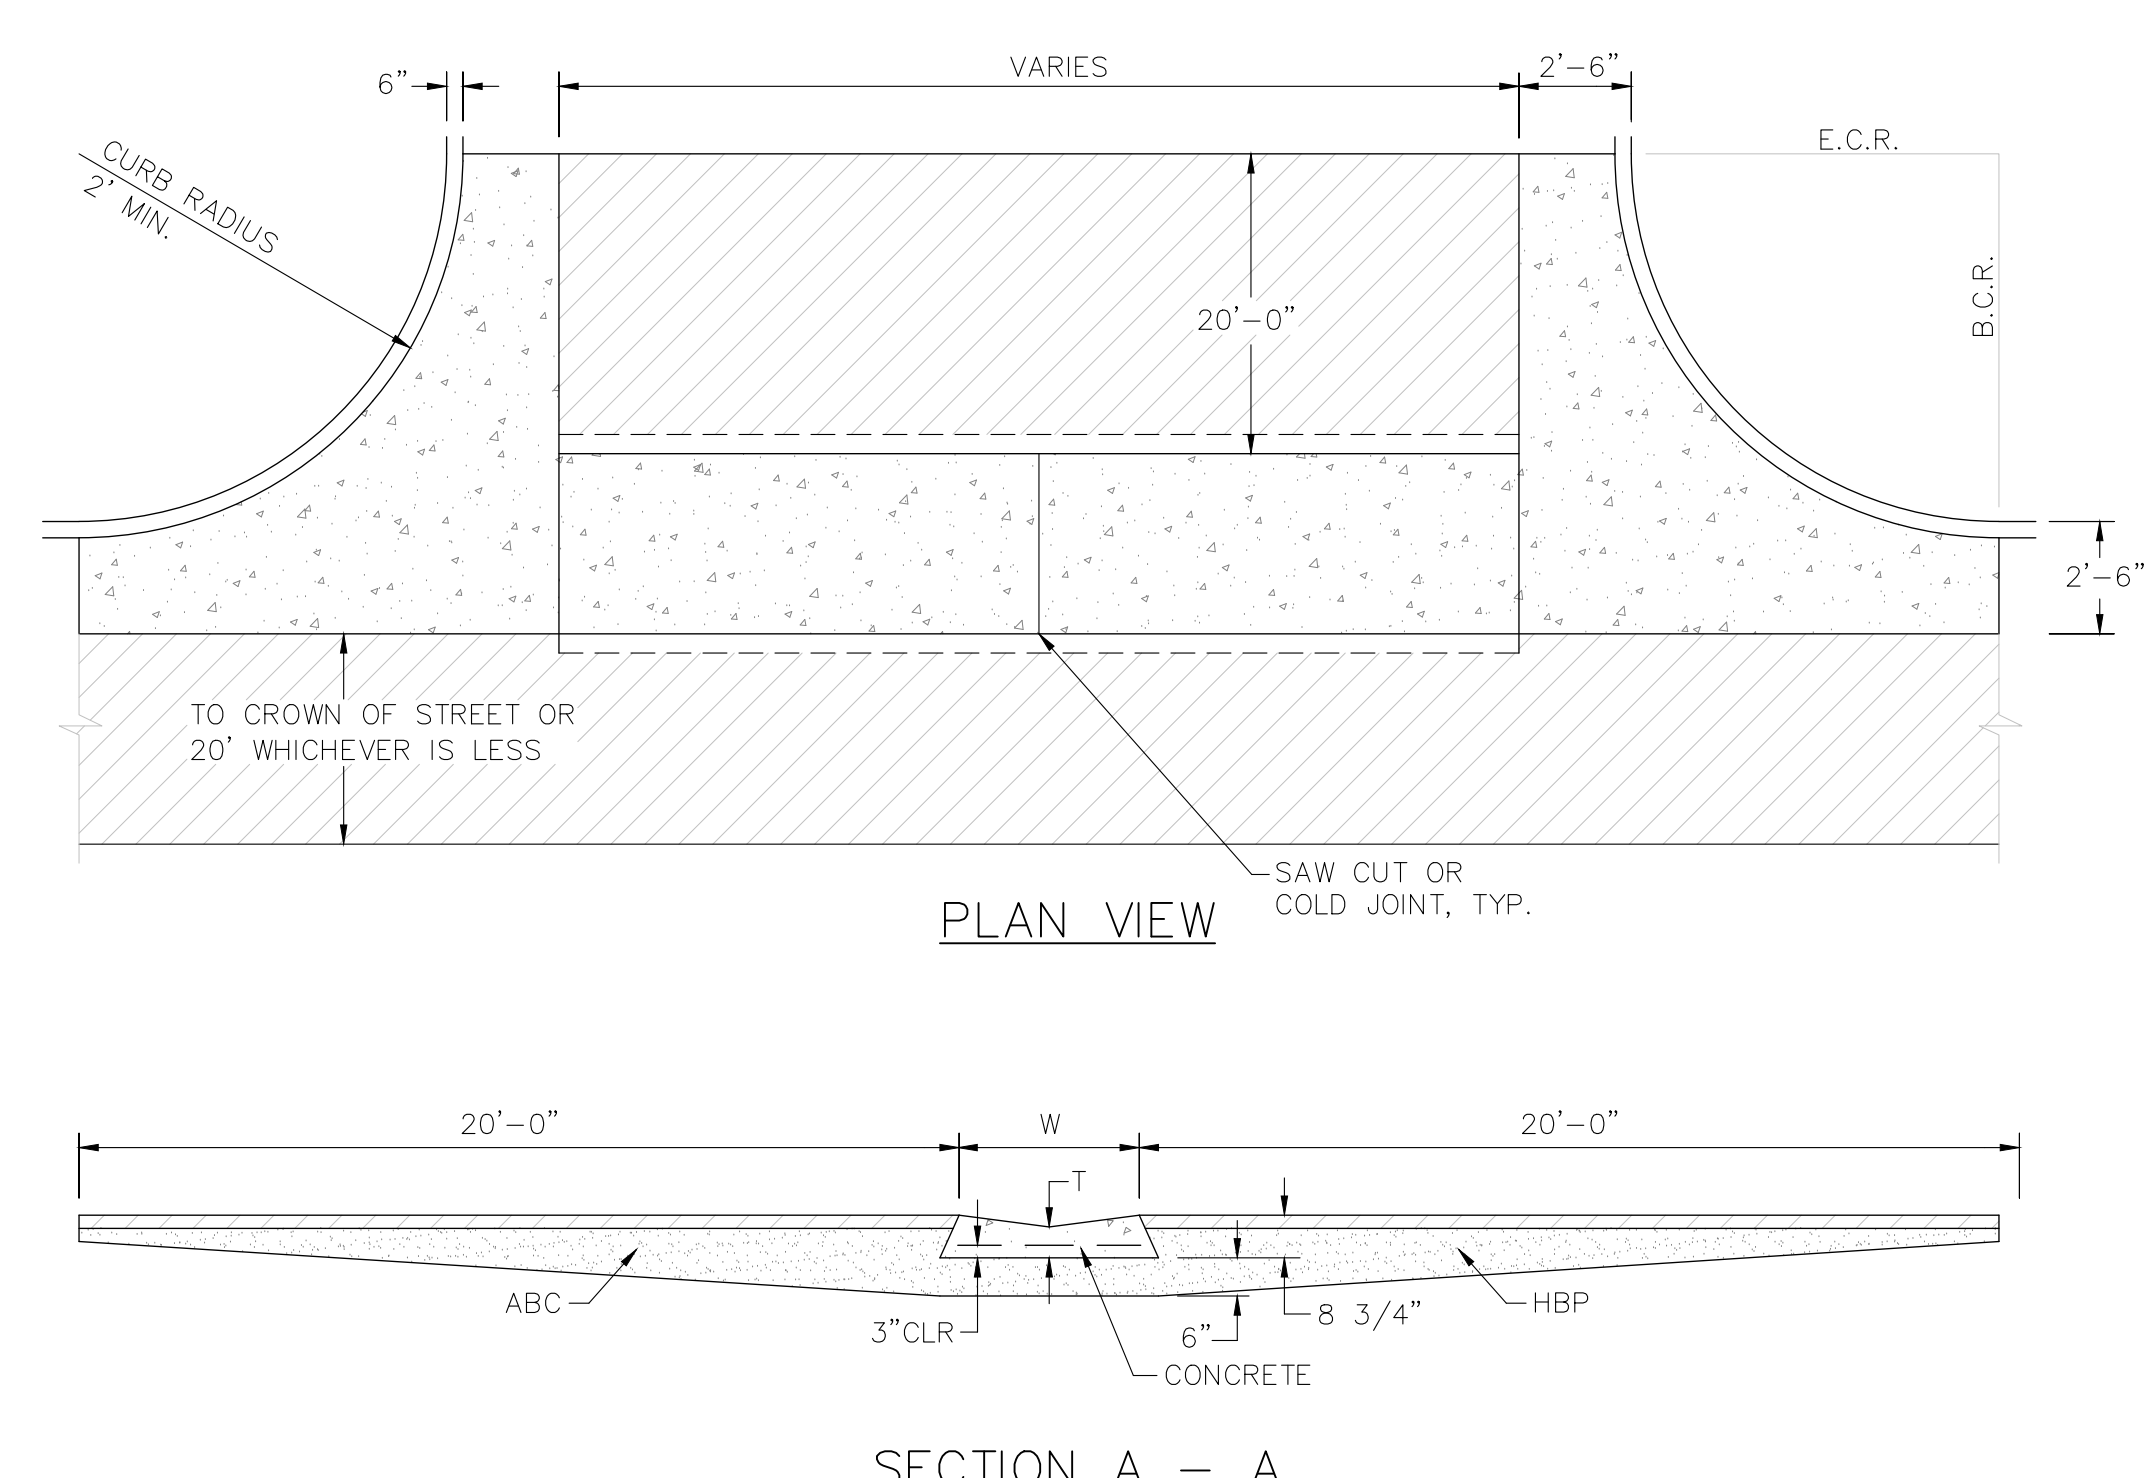 6”
VARIES
2’–6”
E.C.R.
CURB RADIUS
2’ MIN.
B.C.R.
20’–0”
2’–6”
TO CROWN OF STREET OR
20’ WHICHEVER IS LESS
SAW CUT OR
COLD JOINT, TYP.
PLAN VIEW
20’–0”
W
20’–0”
T
ABC
3”CLR
6”
8 3/4”
HBP
CONCRETE
SECTION A – A